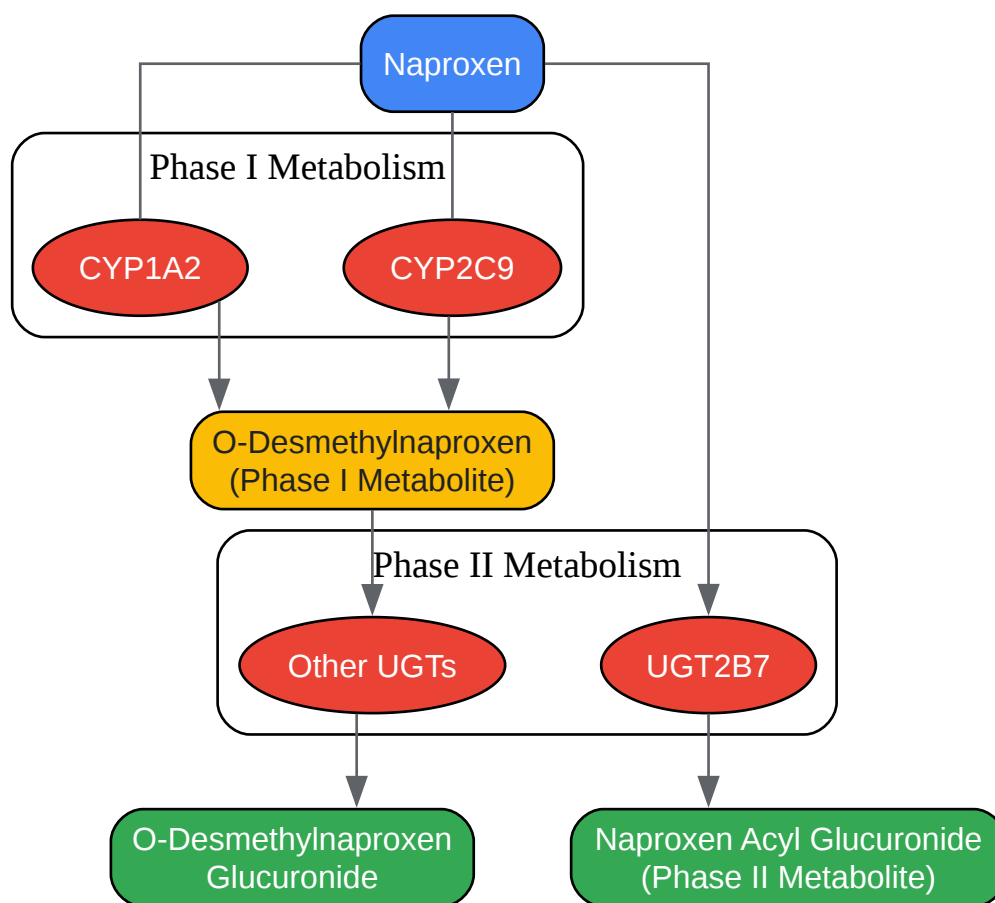 Naproxen
Phase I Metabolism
CYP1A2
CYP2C9
O-Desmethylnaproxen
(Phase I Metabolite)
Phase II Metabolism
Other UGTs
UGT2B7
O-Desmethylnaproxen
Glucuronide
Naproxen Acyl Glucuronide
(Phase II Metabolite)